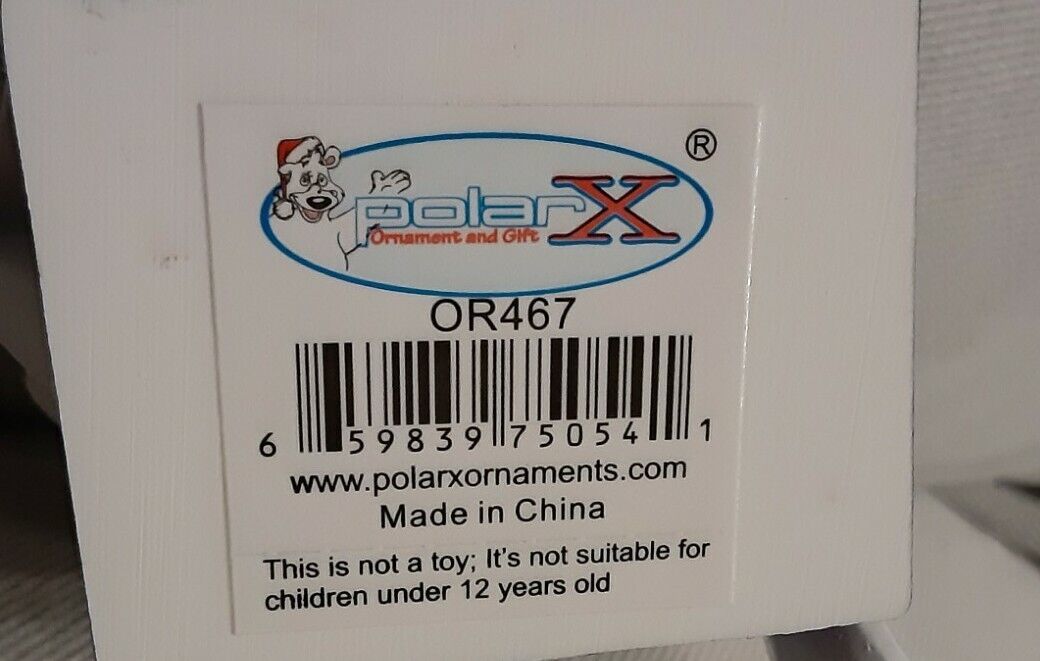 ®
polarX
Ornament and Gift
OR467
6 59839 75054 1
www.polarxornaments.com
Made in China
This is not a toy; It's not suitable for
children under 12 years old